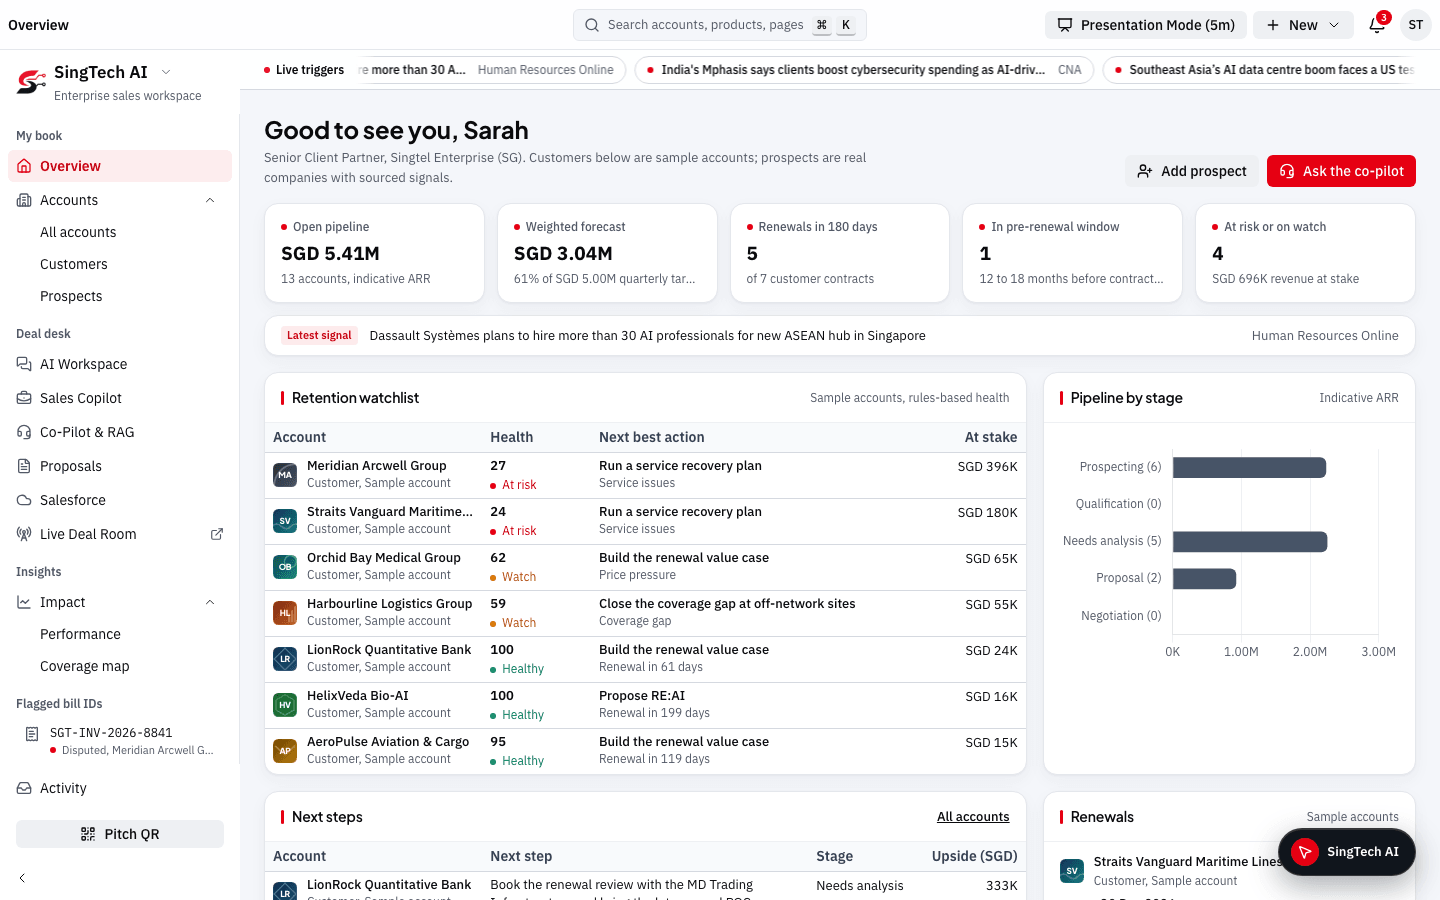 Overview
Search accounts, products, pages
⌘ K
Presentation Mode (5m)
New
3
ST
SingTech AI
Enterprise sales workspace
Live triggers
re more than 30 A...
Human Resources Online
India's Mphasis says clients boost cybersecurity spending as AI-driv...
CNA
Southeast Asia's AI data centre boom faces a US tes
My book
Overview
Accounts
All accounts
Customers
Prospects
Deal desk
AI Workspace
Sales Copilot
Co-Pilot & RAG
Proposals
Salesforce
Live Deal Room
Insights
Impact
Performance
Coverage map
Flagged bill IDs
SGT-INV-2026-8841
Disputed, Meridian Arcwell G...
Activity
Pitch QR
Good to see you, Sarah
Senior Client Partner, Singtel Enterprise (SG). Customers below are sample accounts; prospects are real
companies with sourced signals.
Add prospect
Ask the co-pilot
Open pipeline
SGD 5.41M
13 accounts, indicative ARR
Weighted forecast
SGD 3.04M
61% of SGD 5.00M quarterly tar...
Renewals in 180 days
5
of 7 customer contracts
In pre-renewal window
1
12 to 18 months before contract...
At risk or on watch
4
SGD 696K revenue at stake
Latest signal
Dassault Systèmes plans to hire more than 30 AI professionals for new ASEAN hub in Singapore
Human Resources Online
Retention watchlist
Sample accounts, rules-based health
Account Health Next best action At stake
MA
Meridian Arcwell Group 27 Run a service recovery plan SGD 396K
Customer, Sample account At risk Service issues
SV
Straits Vanguard Maritime... 24 Run a service recovery plan SGD 180K
Customer, Sample account At risk Service issues
OB
Orchid Bay Medical Group 62 Build the renewal value case SGD 65K
Customer, Sample account Watch Price pressure
HL
Harbourline Logistics Group 59 Close the coverage gap at off-network sites SGD 55K
Customer, Sample account Watch Coverage gap
LR
LionRock Quantitative Bank 100 Build the renewal value case SGD 24K
Customer, Sample account Healthy Renewal in 61 days
HV
HelixVeda Bio-AI 100 Propose RE:AI SGD 16K
Customer, Sample account Healthy Renewal in 199 days
AP
AeroPulse Aviation & Cargo 95 Build the renewal value case SGD 15K
Customer, Sample account Healthy Renewal in 119 days
Pipeline by stage
Indicative ARR
Prospecting (6)
Qualification (0)
Needs analysis (5)
Proposal (2)
Negotiation (0)
0K 1.00M 2.00M 3.00M
Next steps
All accounts
Account Next step Stage Upside (SGD)
LR
LionRock Quantitative Bank Book the renewal review with the MD Trading Needs analysis 333K
Renewals
Sample accounts
SV
Straits Vanguard Maritime Lines
Customer, Sample account
SingTech AI